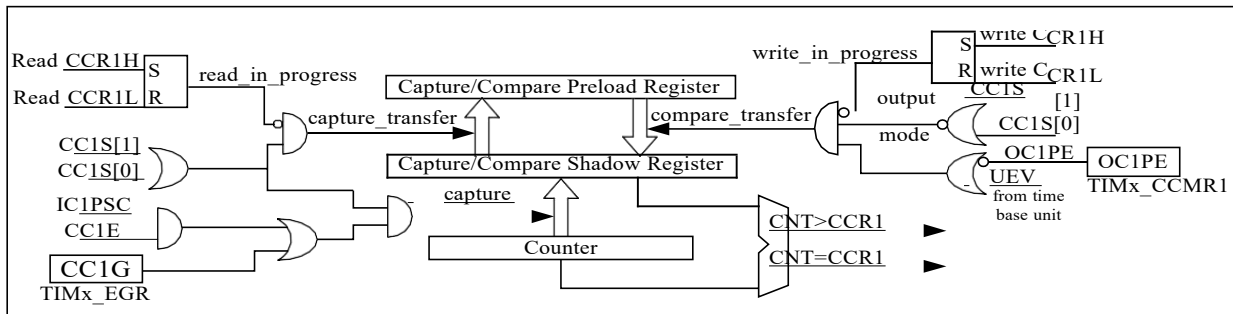 Read CCR1H
S
R
Read CCR1L
read_in_progress
CC1S[1]
CC1S[0]
IC1PSC
CC1E
CC1G
TIMx_EGR
capture_transfer
Capture/Compare Preload Register
Capture/Compare Shadow Register
capture
Counter
compare_transfer
CNT>CCR1
CNT=CCR1
write_in_progress
S
R
write CCR1H
write CCR1L
output
mode
CC1S
[1]
CC1S[0]
OC1PE
OC1PE
UEV
TIMx_CCMR1
from time
base unit